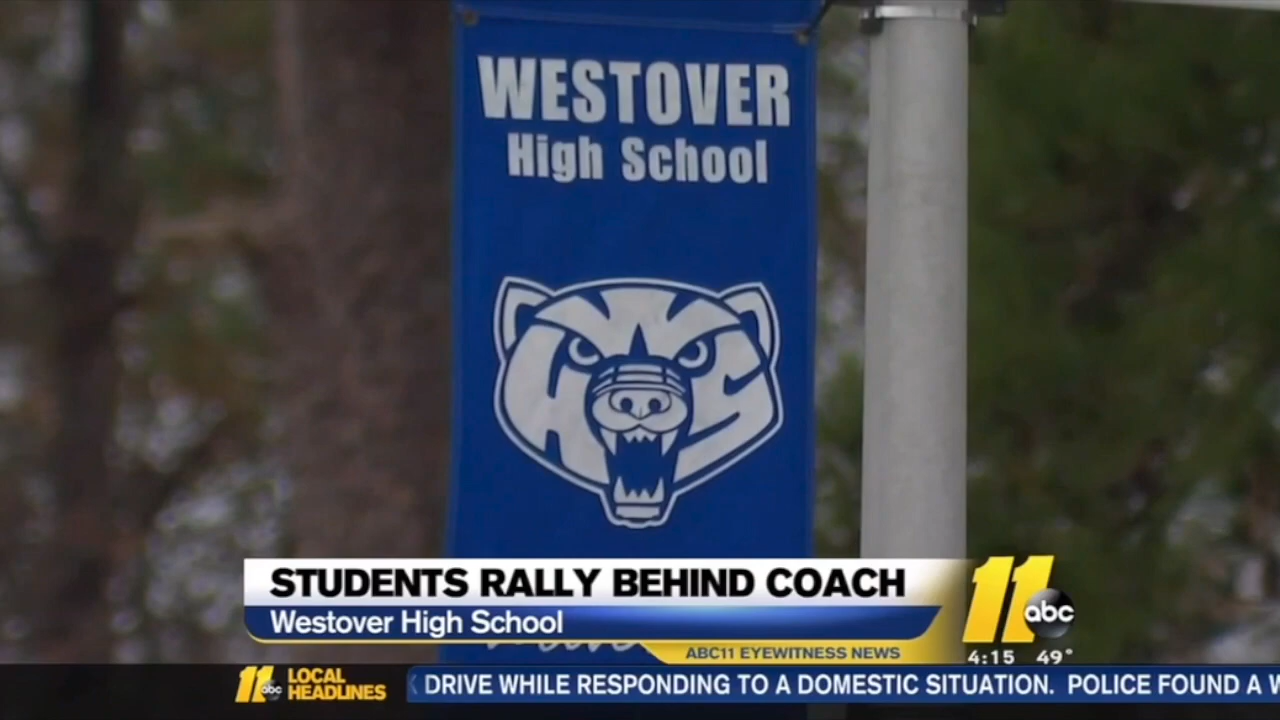 WESTOVER
High School
W
H S
STUDENTS RALLY BEHIND COACH
Westover High School
ABC11 EYEWITNESS NEWS
11 abc
4:15 49°
11 abc LOCAL HEADLINES
DRIVE WHILE RESPONDING TO A DOMESTIC SITUATION. POLICE FOUND A